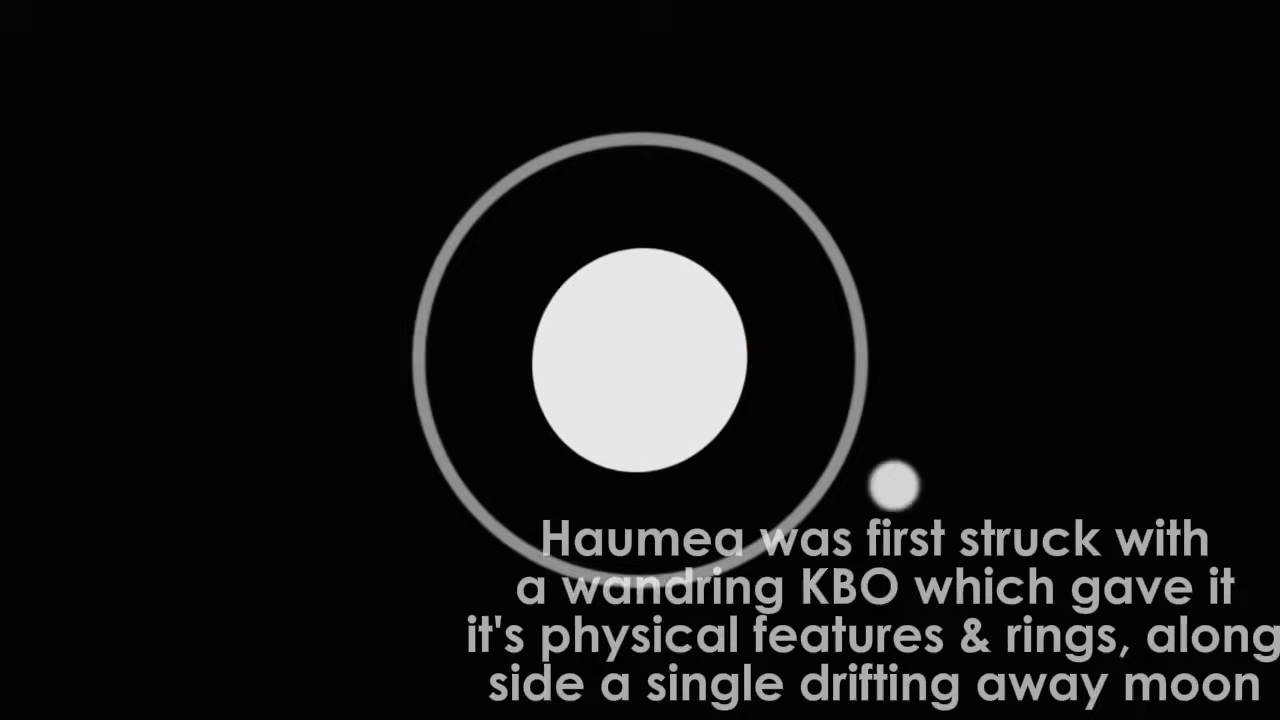 Haumea was first struck with
a wandring KBO which gave it
it's physical features & rings, along
side a single drifting away moon